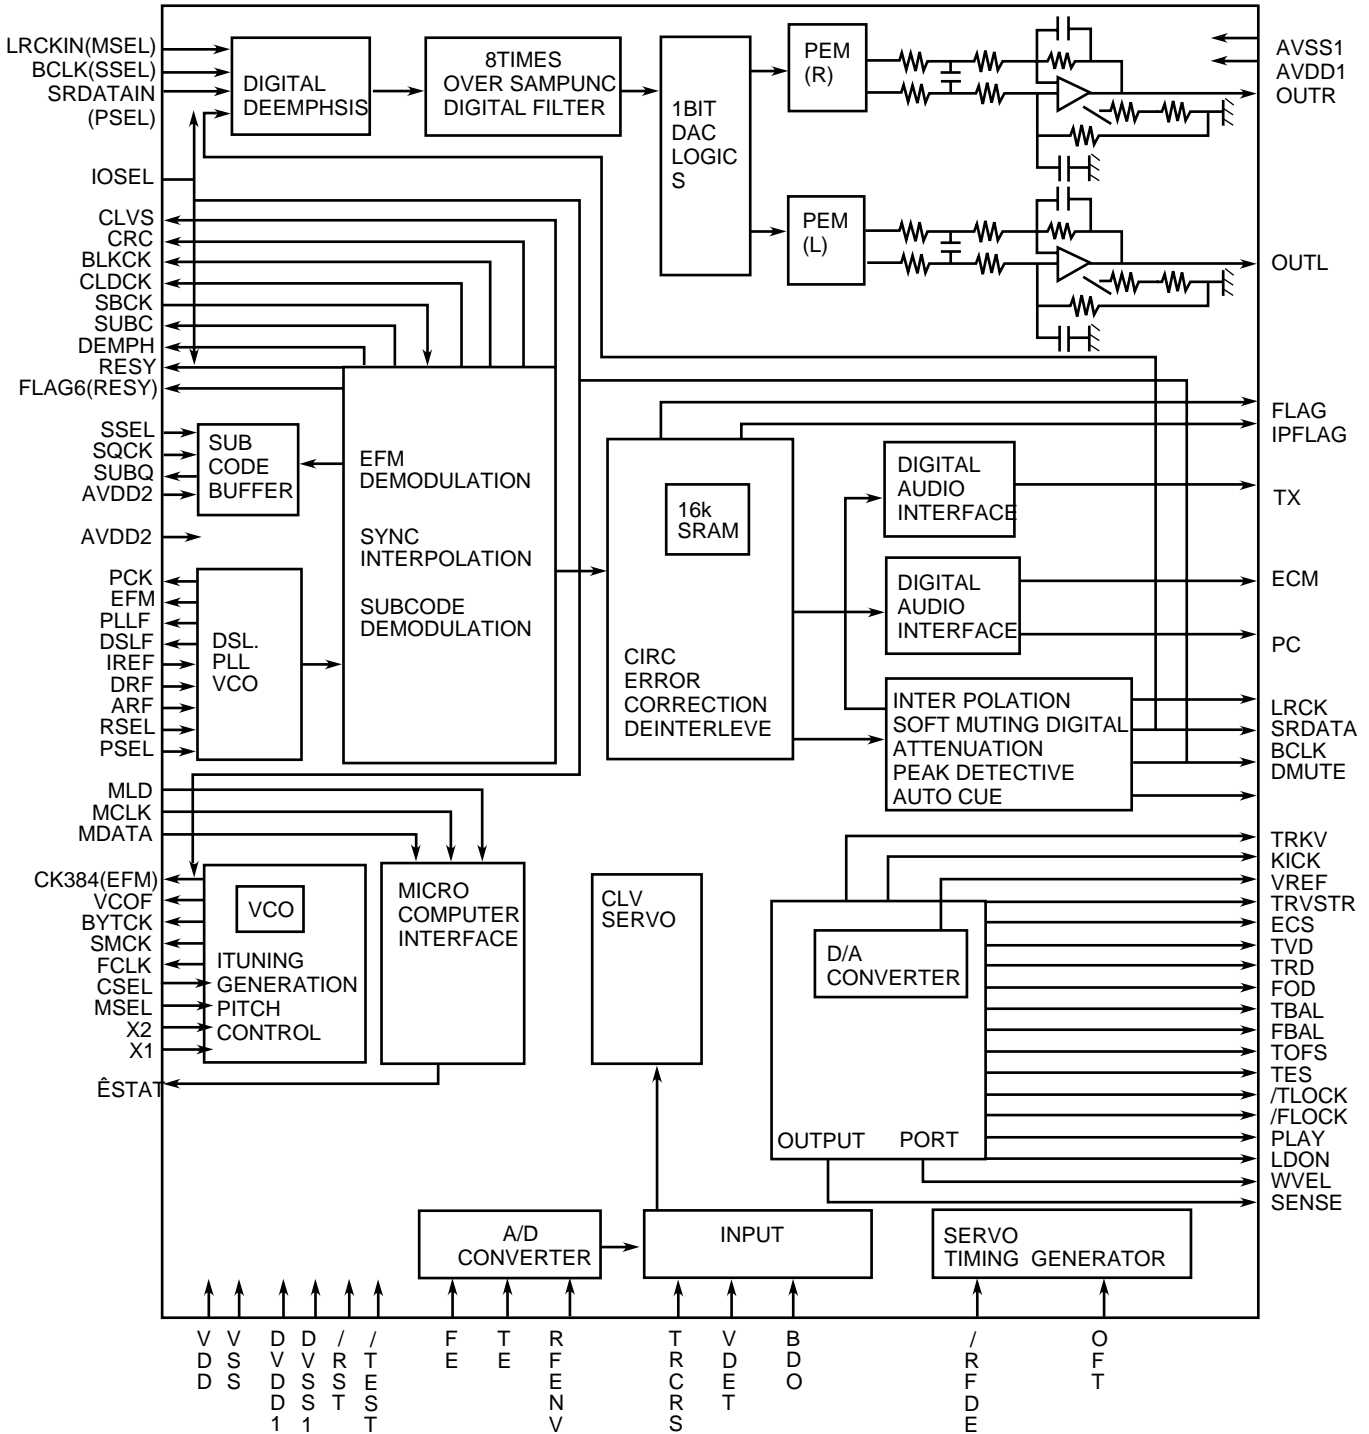 LRCKIN(MSEL)
BCLK(SSEL)
SRDATAIN
(PSEL)
IOSEL
CLVS
CRC
BLKCK
CLDCK
SBCK
SUBC
DEMPH
RESY
FLAG6(RESY)
SSEL
SQCK
SUBQ
AVDD2
AVDD2
PCK
EFM
PLLF
DSLF
IREF
DRF
ARF
RSEL
PSEL
MLD
MCLK
MDATA
CK384(EFM)
VCOF
BYTCK
SMCK
FCLK
CSEL
MSEL
X2
X1
ÊSTAT
DIGITAL
DEEMPHSIS
8TIMES
OVER SAMPUNC
DIGITAL FILTER
1BIT
DAC
LOGIC
S
PEM
(R)
PEM
(L)
SUB
CODE
BUFFER
DSL.
PLL
VCO
EFM
DEMODULATION
SYNC
INTERPOLATION
SUBCODE
DEMODULATION
16k
SRAM
CIRC
ERROR
CORRECTION
DEINTERLEVE
DIGITAL
AUDIO
INTERFACE
DIGITAL
AUDIO
INTERFACE
INTER POLATION
SOFT MUTING DIGITAL
ATTENUATION
PEAK DETECTIVE
AUTO CUE
VCO
ITUNING
GENERATION
PITCH
CONTROL
MICRO
COMPUTER
INTERFACE
CLV
SERVO
D/A
CONVERTER
OUTPUT PORT
A/D
CONVERTER
INPUT
SERVO
TIMING GENERATOR
AVSS1
AVDD1
OUTR
OUTL
FLAG
IPFLAG
TX
ECM
PC
LRCK
SRDATA
BCLK
DMUTE
TRKV
KICK
VREF
TRVSTR
ECS
TVD
TRD
FOD
TBAL
FBAL
TOFS
TES
/TLOCK
/FLOCK
PLAY
LDON
WVEL
SENSE
VDD
VSS
DVDD1
DVSS1
/RST
/TEST
FE
TE
RFENV
TRCRS
VDET
BDO
/RFDE
OFT